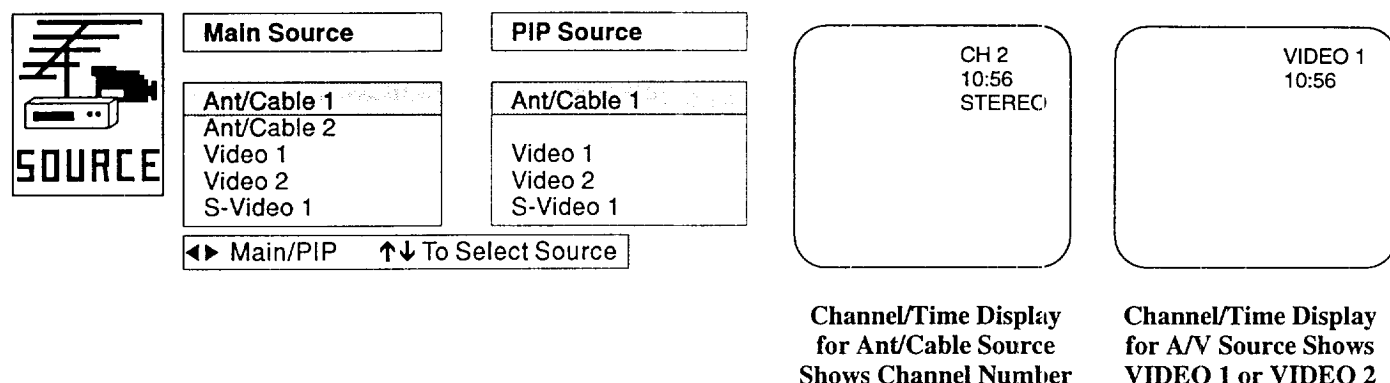 SOURCE
Main Source
Ant/Cable 1
Ant/Cable 2
Video 1
Video 2
S-Video 1
PIP Source
Ant/Cable 1
Video 1
Video 2
S-Video 1
◀▶ Main/PIP ↑↓ To Select Source
CH 2
10:56
STEREO
Channel/Time Display
for Ant/Cable Source
Shows Channel Number
VIDEO 1
10:56
Channel/Time Display
for A/V Source Shows
VIDEO 1 or VIDEO 2